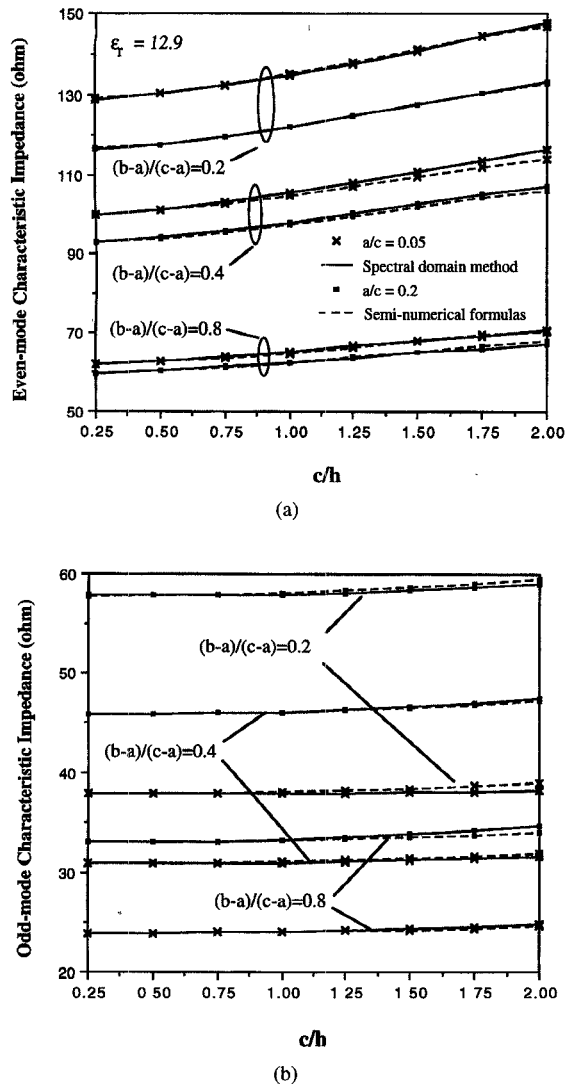 Even-mode Characteristic Impedance (ohm)
150
130
110
90
70
50
εr = 12.9
(b-a)/(c-a)=0.2
(b-a)/(c-a)=0.4
(b-a)/(c-a)=0.8
a/c = 0.05
Spectral domain method
a/c = 0.2
Semi-numerical formulas
0.25 0.50 0.75 1.00 1.25 1.50 1.75 2.00
c/h
(a)
Odd-mode Characteristic Impedance (ohm)
60
50
40
30
20
(b-a)/(c-a)=0.2
(b-a)/(c-a)=0.4
(b-a)/(c-a)=0.8
0.25 0.50 0.75 1.00 1.25 1 50 1.75 2.00
c/h
(b)